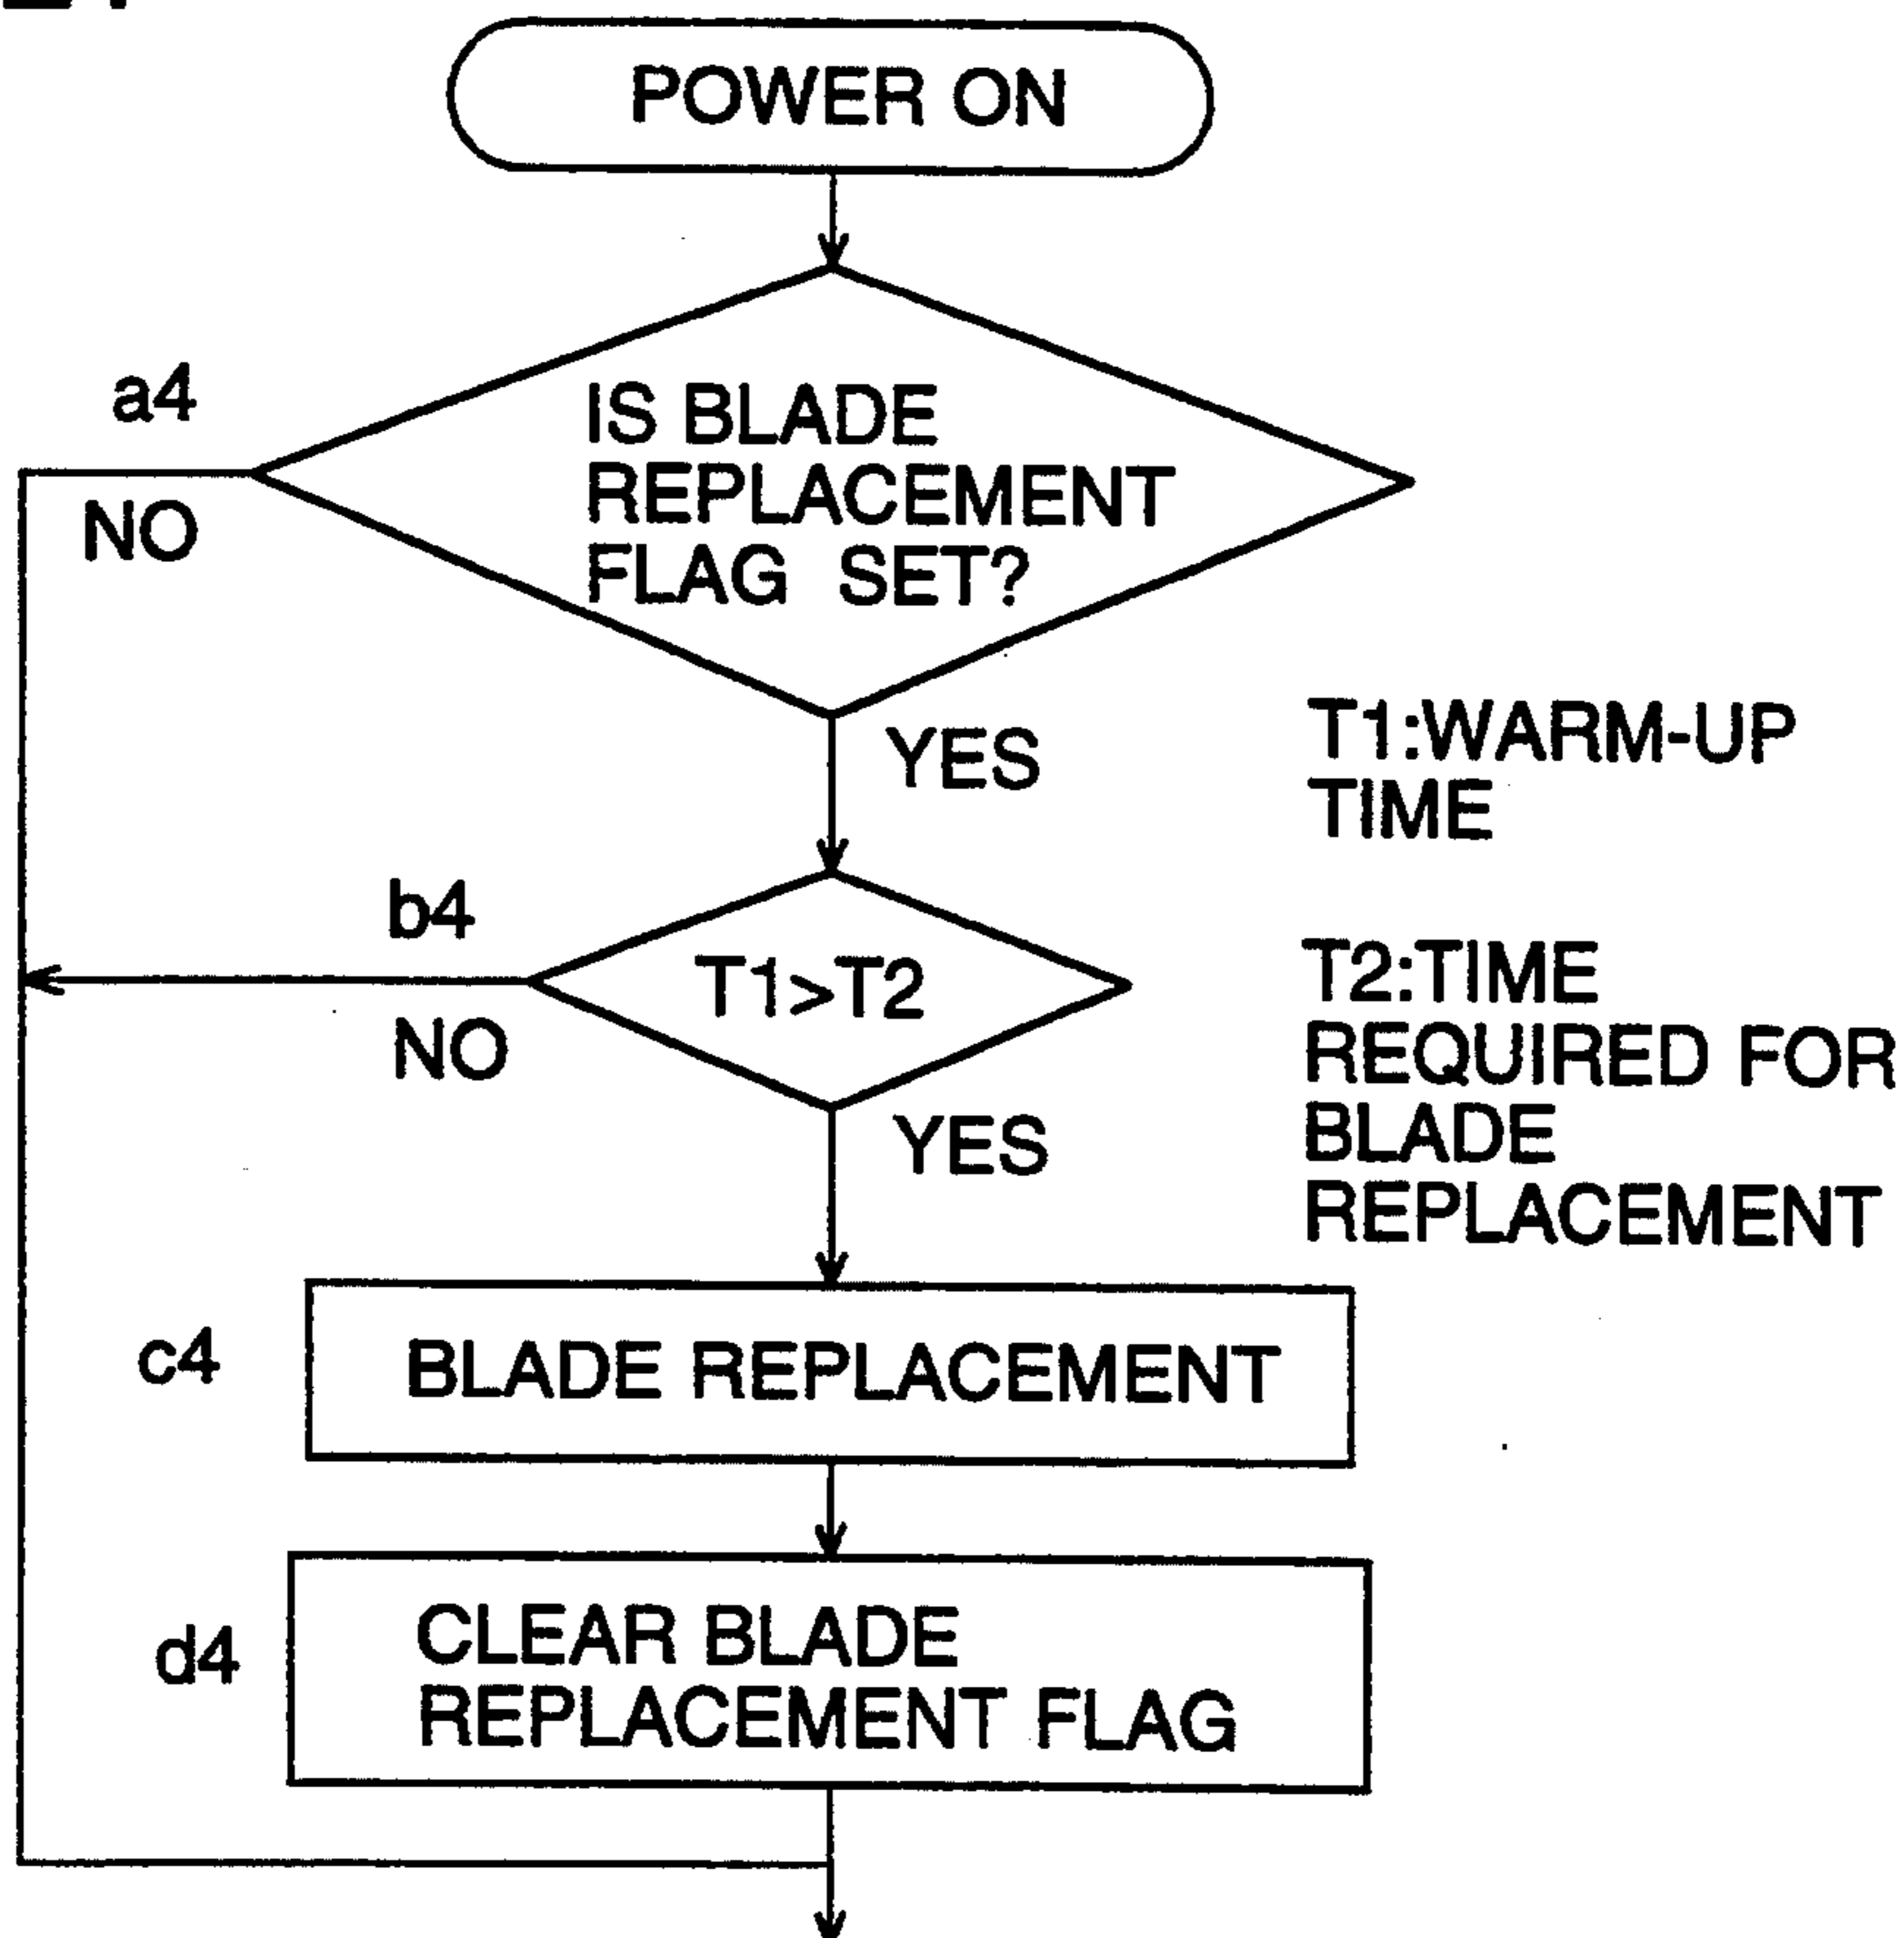 POWER ON
a4
IS BLADE
REPLACEMENT
FLAG SET?
NO
YES
T1:WARM-UP
TIME
b4
T1>T2
NO
YES
T2:TIME
REQUIRED FOR
BLADE
REPLACEMENT
c4
BLADE REPLACEMENT
d4
CLEAR BLADE
REPLACEMENT FLAG